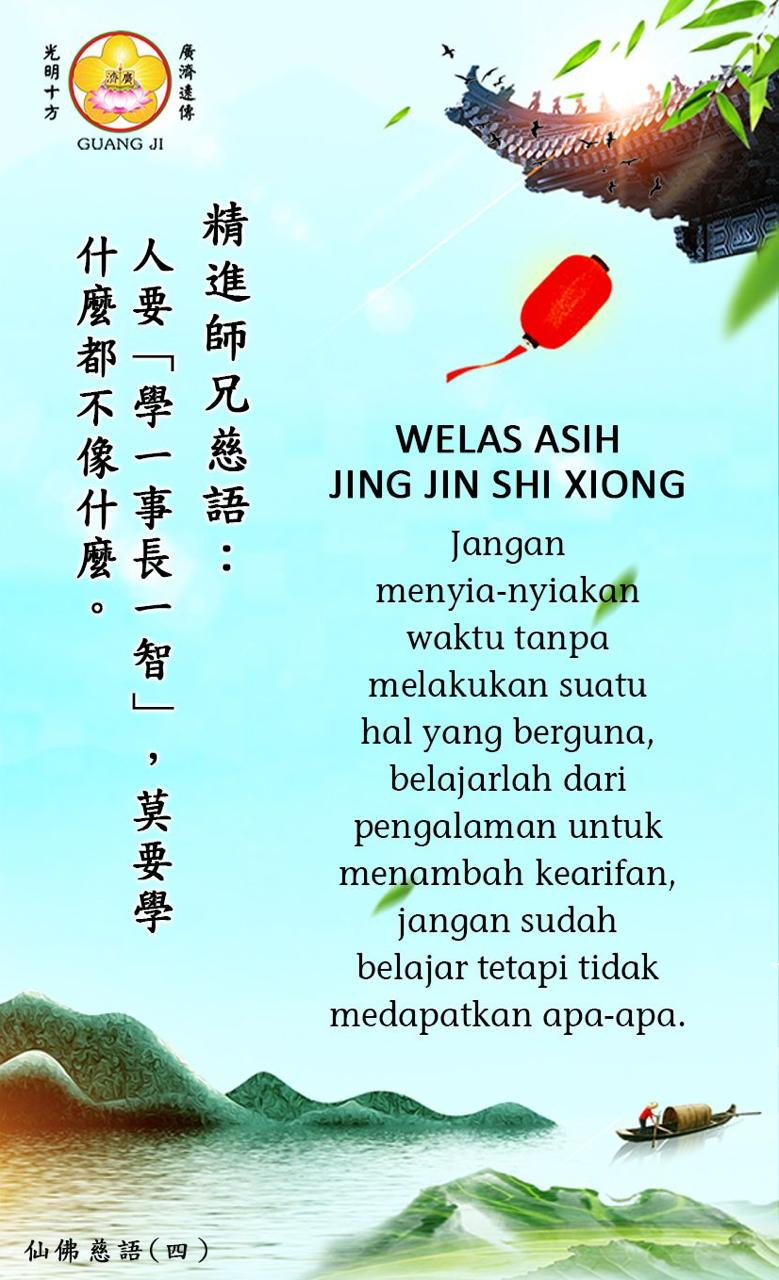 光明十方
廣濟遠傳
廣濟
GUANG JI
精進師兄慈語：
人要「學一事長一智」，莫要學
什麼都不像什麼。
WELAS ASIH
JING JIN SHI XIONG
Jangan
menyia-nyiakan
waktu tanpa
melakukan suatu
hal yang berguna,
belajarlah dari
pengalaman untuk
menambah kearifan,
jangan sudah
belajar tetapi tidak
medapatkan apa-apa.
仙佛慈語(四)